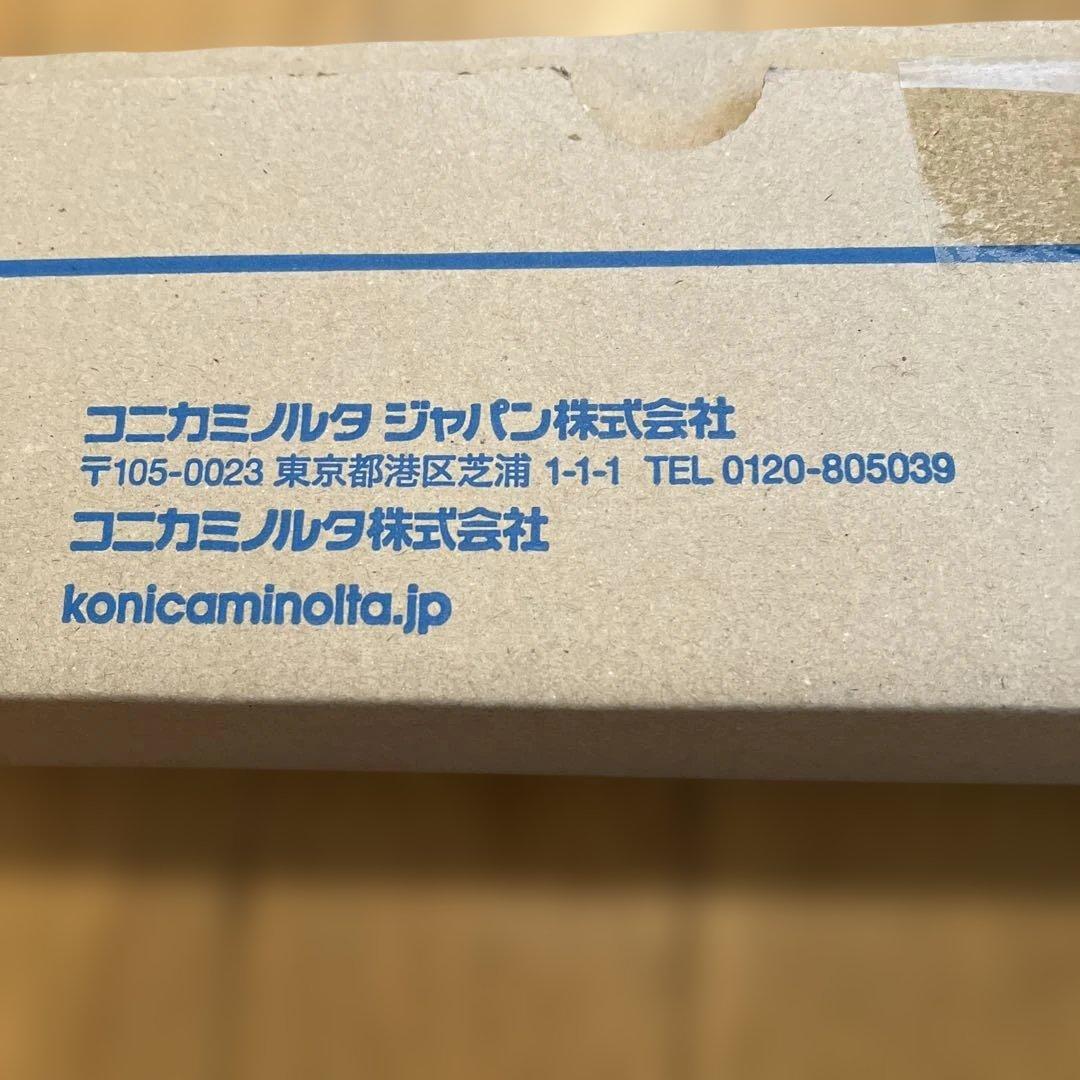 コニカミノルタ ジャパン株式会社
〒105-0023 東京都港区芝浦 1-1-1 TEL 0120-805039
コニカミノルタ株式会社
konicaminolta.jp